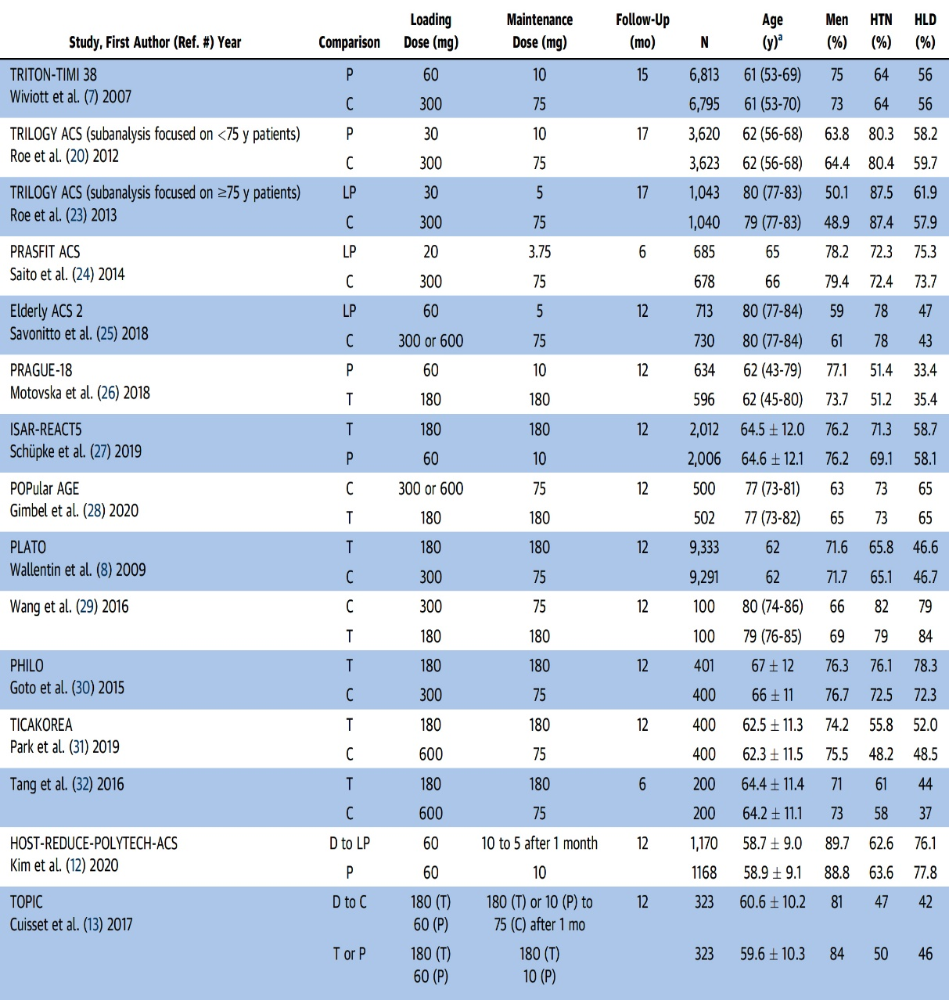 Study, First Author (Ref. #) Year Comparison Loading Dose (mg) Maintenance Dose (mg) Follow-Up (mo) N Age (y)a Men (%) HTN (%) HLD (%)
TRITON-TIMI 38 P 60 10 15 6,813 61 (53-69) 75 64 56
Wiviott et al. (7) 2007 C 300 75 6,795 61 (53-70) 73 64 56
TRILOGY ACS (subanalysis focused on <75 y patients) P 30 10 17 3,620 62 (56-68) 63.8 80.3 58.2
Roe et al. (20) 2012 C 300 75 3,623 62 (56-68) 64.4 80.4 59.7
TRILOGY ACS (subanalysis focused on ≥75 y patients) LP 30 5 17 1,043 80 (77-83) 50.1 87.5 61.9
Roe et al. (23) 2013 C 300 75 1,040 79 (77-83) 48.9 87.4 57.9
PRASFIT ACS LP 20 3.75 6 685 65 78.2 72.3 75.3
Saito et al. (24) 2014 C 300 75 678 66 79.4 72.4 73.7
Elderly ACS 2 LP 60 5 12 713 80 (77-84) 59 78 47
Savonitto et al. (25) 2018 C 300 or 600 75 730 80 (77-84) 61 78 43
PRAGUE-18 P 60 10 12 634 62 (43-79) 77.1 51.4 33.4
Motovska et al. (26) 2018 T 180 180 596 62 (45-80) 73.7 51.2 35.4
ISAR-REACT5 T 180 180 12 2,012 64.5 ± 12.0 76.2 71.3 58.7
Schüpke et al. (27) 2019 P 60 10 2,006 64.6 ± 12.1 76.2 69.1 58.1
POPular AGE C 300 or 600 75 12 500 77 (73-81) 63 73 65
Gimbel et al. (28) 2020 T 180 180 502 77 (73-82) 65 73 65
PLATO T 180 180 12 9,333 62 71.6 65.8 46.6
Wallentin et al. (8) 2009 C 300 75 9,291 62 71.7 65.1 46.7
Wang et al. (29) 2016 C 300 75 12 100 80 (74-86) 66 82 79
T 180 180 100 79 (76-85) 69 79 84
PHILO T 180 180 12 401 67 ± 12 76.3 76.1 78.3
Goto et al. (30) 2015 C 300 75 400 66 ± 11 76.7 72.5 72.3
TICAKOREA T 180 180 12 400 62.5 ± 11.3 74.2 55.8 52.0
Park et al. (31) 2019 C 600 75 400 62.3 ± 11.5 75.5 48.2 48.5
Tang et al. (32) 2016 T 180 180 6 200 64.4 ± 11.4 71 61 44
C 600 75 200 64.2 ± 11.1 73 58 37
HOST-REDUCE-POLYTECH-ACS D to LP 60 10 to 5 after 1 month 12 1,170 58.7 ± 9.0 89.7 62.6 76.1
Kim et al. (12) 2020 P 60 10 1168 58.9 ± 9.1 88.8 63.6 77.8
TOPIC D to C 180 (T) 180 (T) or 10 (P) to 12 323 60.6 ± 10.2 81 47 42
Cuisset et al. (13) 2017 60 (P) 75 (C) after 1 mo
T or P 180 (T) 180 (T) 323 59.6 ± 10.3 84 50 46
60 (P) 10 (P)